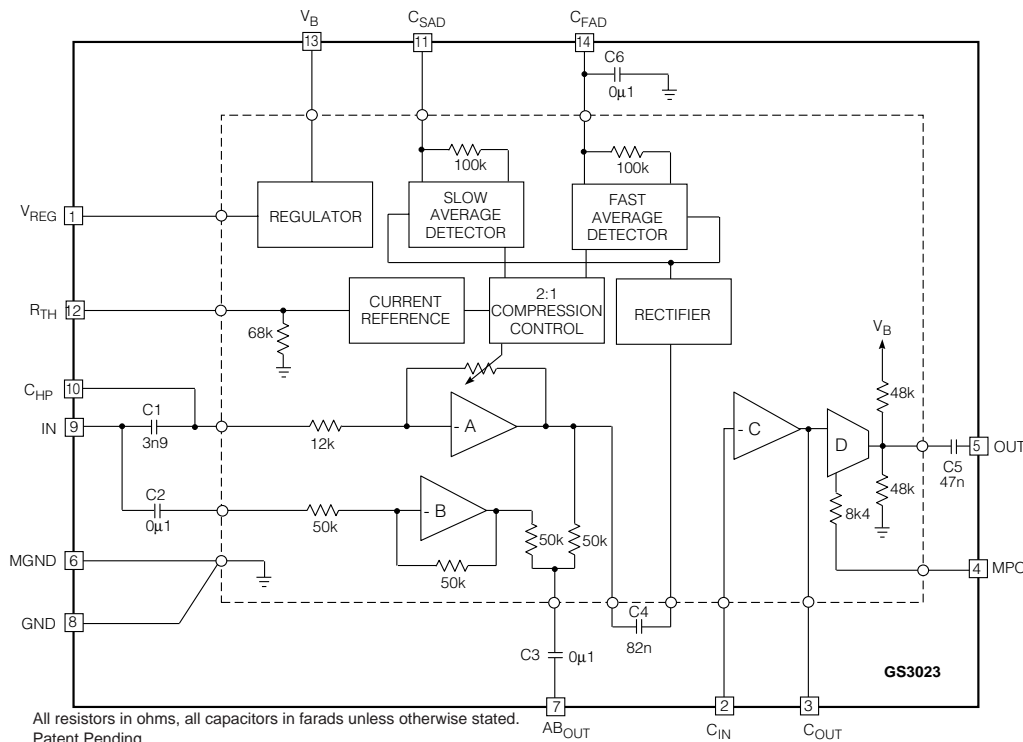 V_B
C_SAD
C_FAD
13
11
14
C6
0µ1
100k
100k
REGULATOR
SLOW
AVERAGE
DETECTOR
FAST
AVERAGE
DETECTOR
V_REG
1
CURRENT
REFERENCE
2:1
COMPRESSION
CONTROL
RECTIFIER
R_TH
12
68k
V_B
C_HP
10
IN
9
C1
3n9
12k
- A
- C
D
48k
5
OUT
C5
47n
48k
8k4
C2
0µ1
50k
- B
50k
50k
50k
MGND
6
4
MPO
GND
8
C4
82n
C3
0µ1
GS3023
7
2
3
AB_OUT
C_IN
C_OUT
All resistors in ohms, all capacitors in farads unless otherwise stated.
Patent Pending